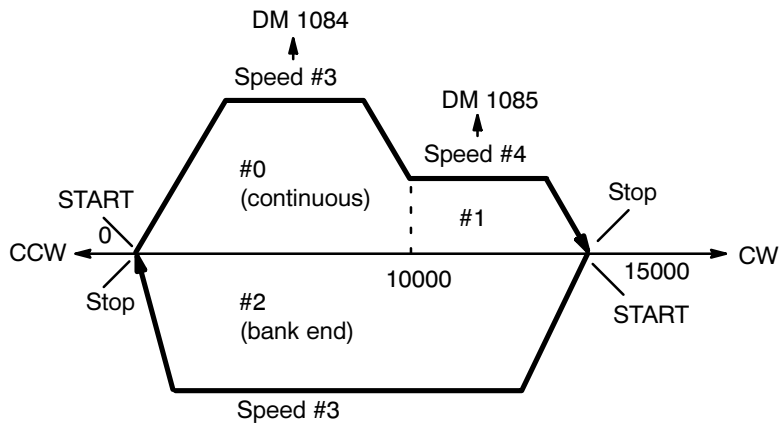 DM 1084
Speed #3
DM 1085
Speed #4
#0
(continuous)
#1
START
Stop
0
CCW
CW
10000
15000
Stop
START
#2
(bank end)
Speed #3